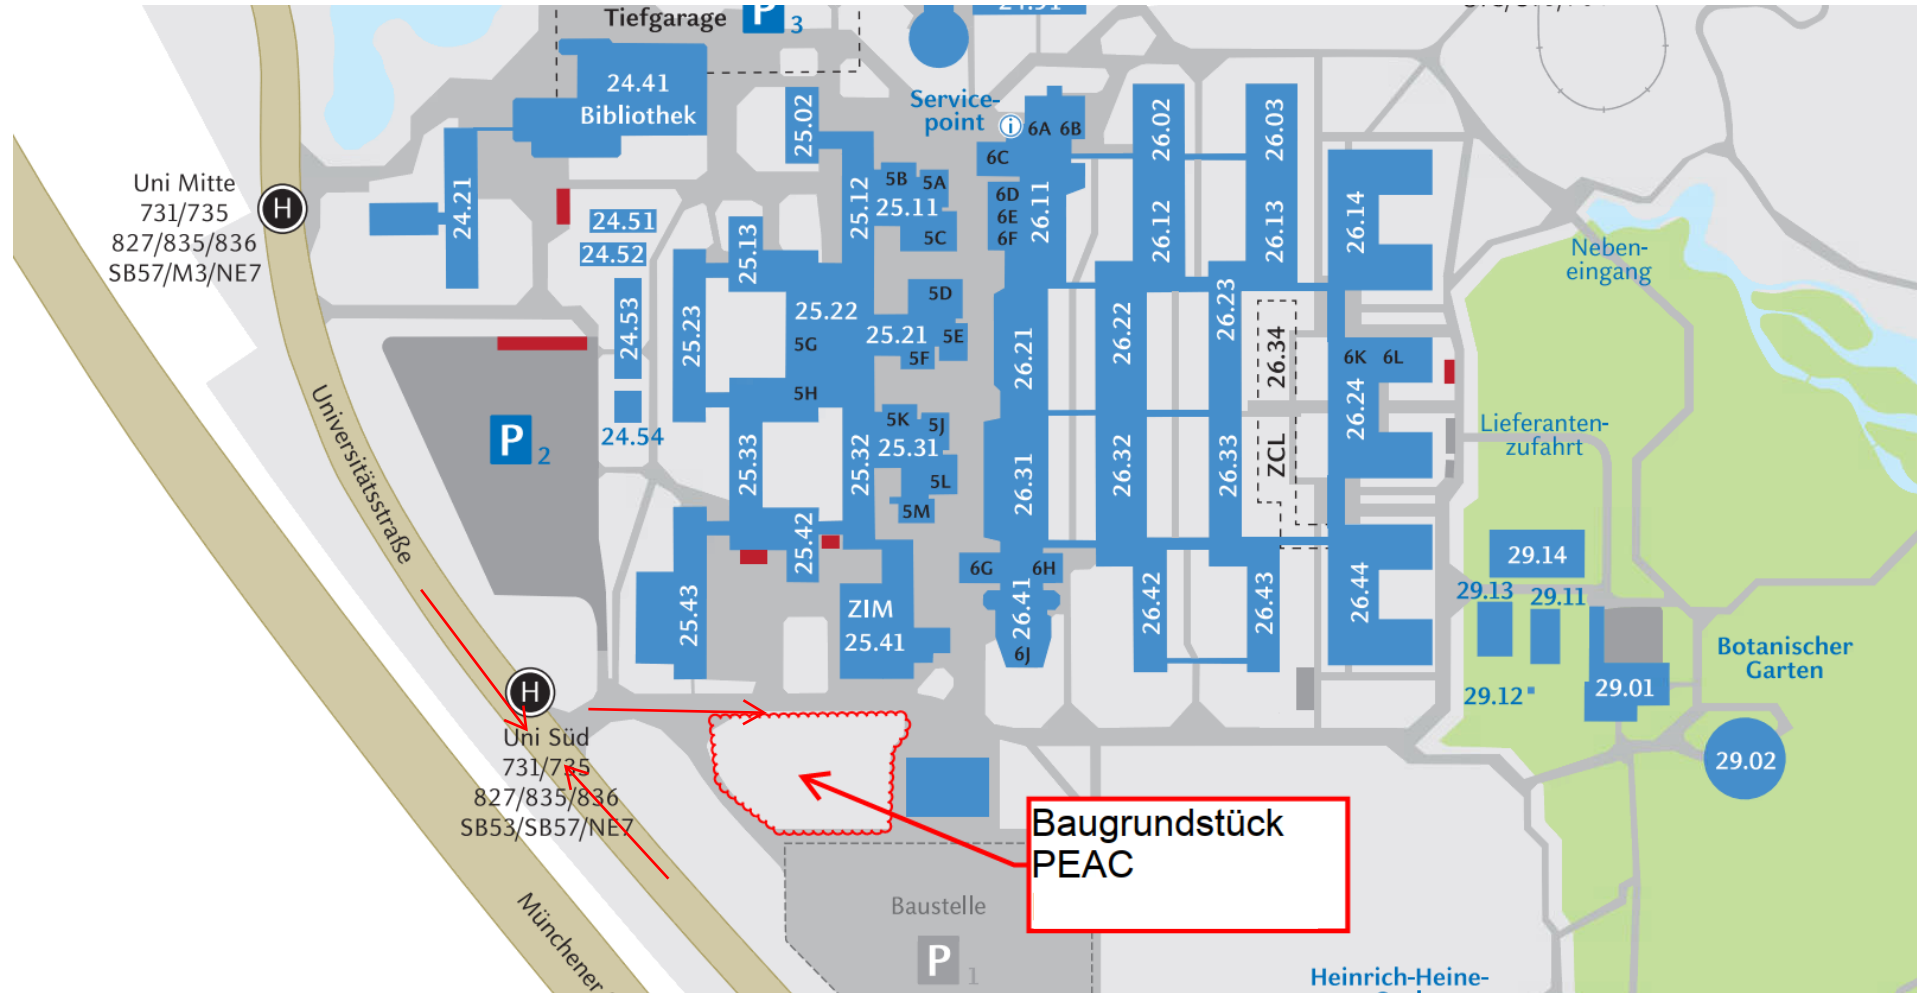 Tiefgarage
P 3
24.41
Bibliothek
25.02
Service-
point
i
6A 6B
6C
6D
6E
6F
26.11
26.02
26.03
Uni Mitte
731/735
827/835/836
SB57/M3/NE7
H
24.21
24.51
24.52
24.53
24.54
25.12
5B 5A
25.11
5C
25.13
26.12
26.13
26.14
Neben-
eingang
25.23
25.22
5G
5H
5D
25.21
5E
5F
26.21
26.22
26.23
26.34
6K 6L
26.24
P 2
Universitätsstraße
25.33
25.32
5K 5J
25.31
5L
5M
26.31
26.32
26.33
ZCL
Lieferanten-
zufahrt
25.42
25.43
ZIM
25.41
6G 6H
26.41
6J
26.42
26.43
26.44
29.14
29.13
29.11
29.12
29.01
29.02
Botanischer
Garten
H
Uni Süd
731/735
827/835/836
SB53/SB57/NE7
Baugrundstück
PEAC
Münchener
Baustelle
P 1
Heinrich-Heine-